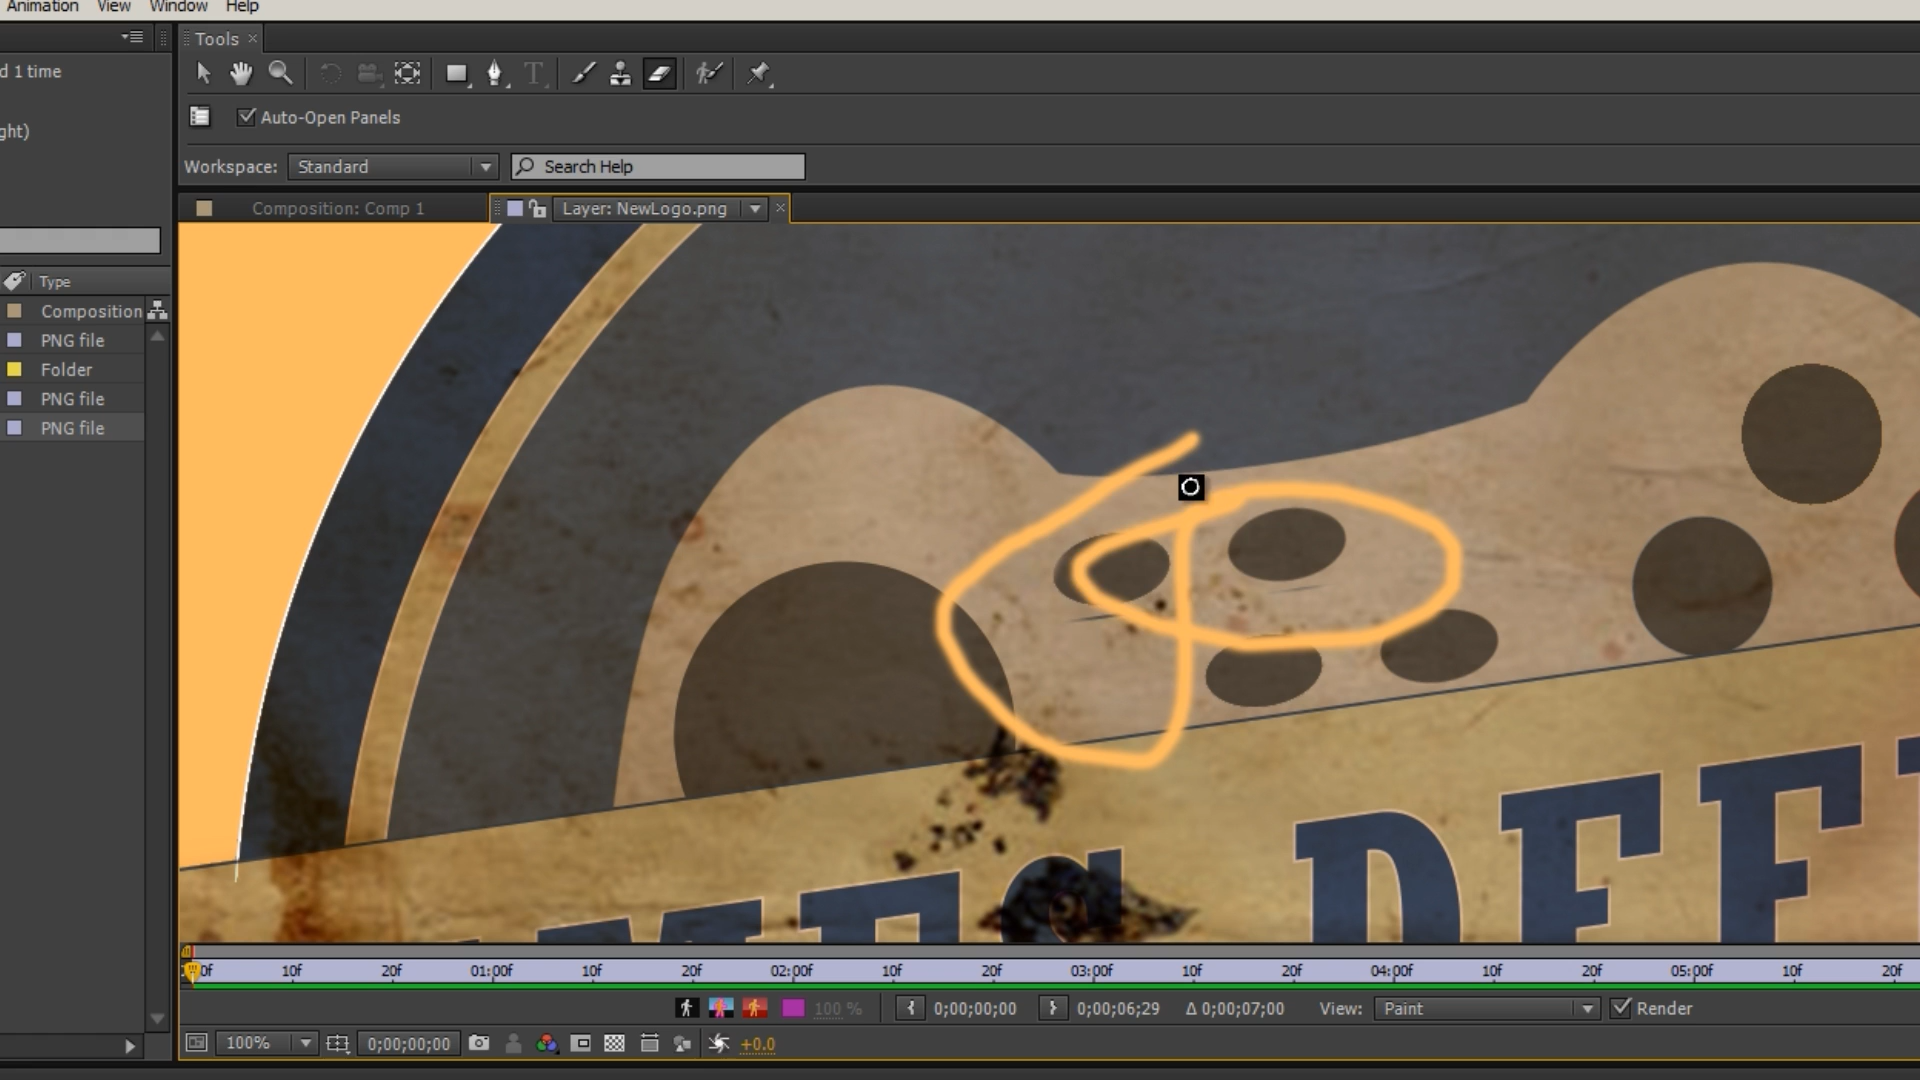 Animation View Window Help
Tools
d 1 time
Auto-Open Panels
ght)
Workspace: Standard Search Help
Composition: Comp 1 Layer: NewLogo.png
Type
Composition
PNG file
Folder
PNG file
PNG file
DEF
0f 10f 20f 01:00f 10f 20f 02:00f 10f 20f 03:00f 10f 20f 04:00f 10f 20f 05:00f 10f 20f
100 % 0;00;00;00 0;00;06;29 Δ 0;00;07;00 View: Paint Render
100% 0;00;00;00 +0.0